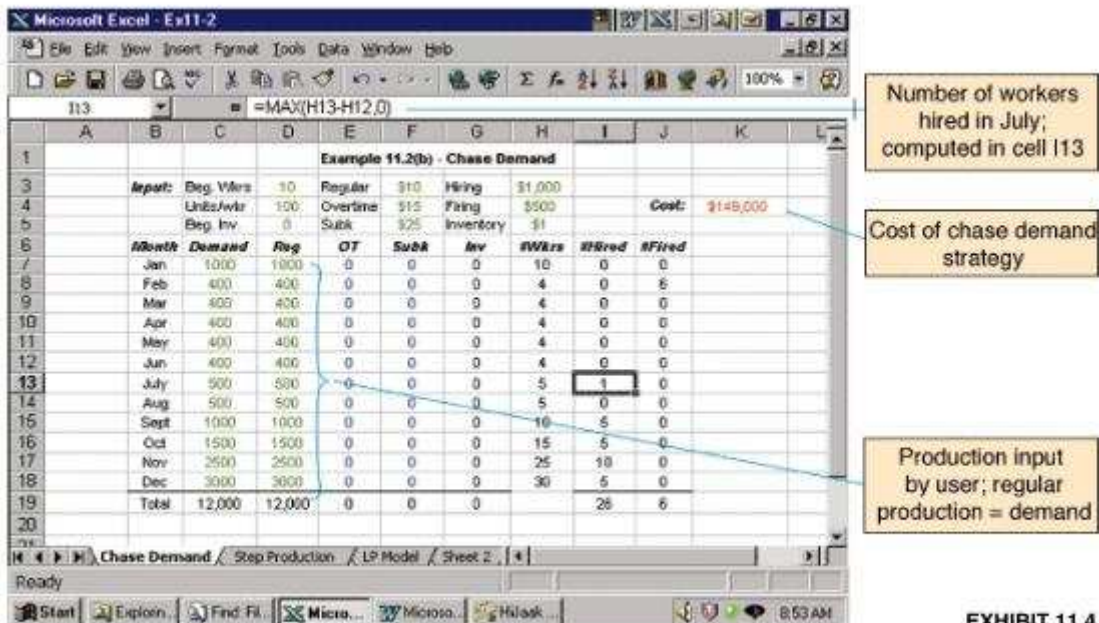 Microsoft Excel - Ex11-2
File Edit View Insert Format Tools Data Window Help
100%
I13 = =MAX(H13-H12,0)
A B C D E F G H I J K L
1 Example 11.2(b) - Chase Demand
3 Input: Beg. Wkrs 10 Regular $10 Hiring $1,000
4 Units/wkr 100 Overtime $15 Firing $500 Cost: $149,000
5 Beg. Inv 0 Subk $25 Inventory $1
6 Month Demand Reg OT Subk Inv #Wkrs #Hired #Fired
7 Jan 1000 1000 0 0 0 10 0 0
8 Feb 400 400 0 0 0 4 0 6
9 Mar 400 400 0 0 0 4 0 0
10 Apr 400 400 0 0 0 4 0 0
11 May 400 400 0 0 0 4 0 0
12 Jun 400 400 0 0 0 4 0 0
13 July 500 500 0 0 0 5 1 0
14 Aug 500 500 0 0 0 5 0 0
15 Sept 1000 1000 0 0 0 10 5 0
16 Oct 1500 1500 0 0 0 15 5 0
17 Nov 2500 2500 0 0 0 25 10 0
18 Dec 3000 3000 0 0 0 30 5 0
19 Total 12,000 12,000 0 0 0 26 6
20
Chase Demand / Step Production / LP Model / Sheet 2
Ready
Start Explorin... Find: Fil... Micro... Microso... HiJaak ... 8:53 AM
Number of workers
hired in July;
computed in cell I13
Cost of chase demand
strategy
Production input
by user; regular
production = demand
EXHIBIT 11.4